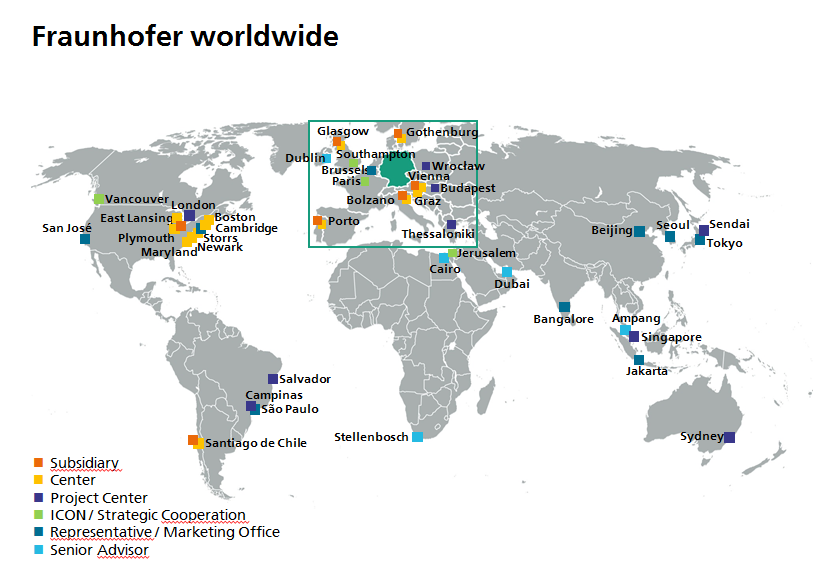 Fraunhofer worldwide
Glasgow
Gothenburg
Dublin
Southampton
Brussels
Wrocław
Paris
Vienna
Budapest
Bolzano
Graz
Porto
Thessaloniki
Vancouver
London
East Lansing
Boston
San José
Cambridge
Plymouth
Storrs
Newark
Maryland
Jerusalem
Cairo
Dubai
Beijing
Seoul
Sendai
Tokyo
Bangalore
Ampang
Singapore
Jakarta
Salvador
Campinas
São Paulo
Santiago de Chile
Stellenbosch
Sydney
Subsidiary
Center
Project Center
ICON / Strategic Cooperation
Representative / Marketing Office
Senior Advisor